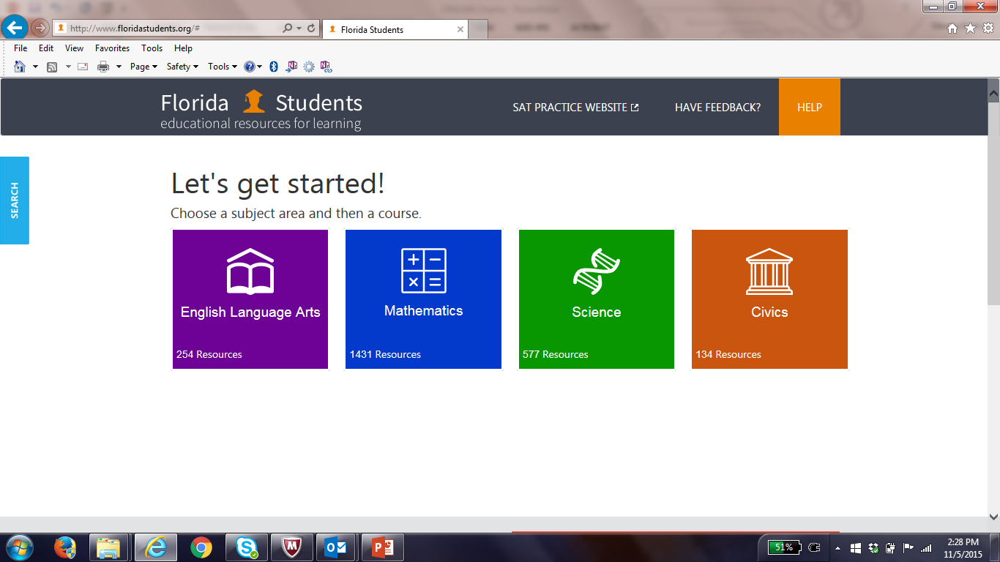 http://www.floridastudents.org/#
Florida Students
File Edit View Favorites Tools Help
Page Safety Tools
Florida Students
educational resources for learning
SAT PRACTICE WEBSITE
HAVE FEEDBACK?
HELP
SEARCH
Let's get started!
Choose a subject area and then a course.
English Language Arts
254 Resources
Mathematics
1431 Resources
Science
577 Resources
Civics
134 Resources
51%
2:28 PM
11/5/2015